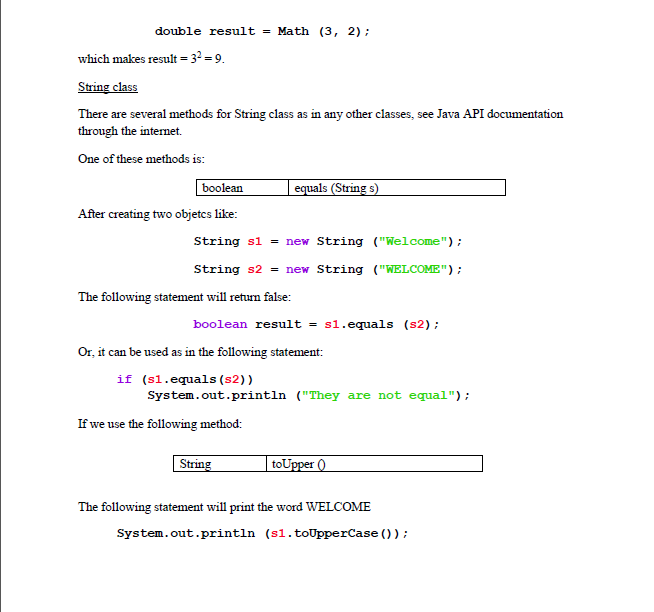 double result = Math (3, 2);
which makes result = 3² = 9.
String class
There are several methods for String class as in any other classes, see Java API documentation
through the internet.
One of these methods is:
boolean equals (String s)
After creating two objetcs like:
String s1 = new String ("Welcome");
String s2 = new String ("WELCOME");
The following statement will return false:
boolean result = s1.equals (s2);
Or, it can be used as in the following statement:
if (s1.equals(s2))
System.out.println ("They are not equal");
If we use the following method:
String toUpper ()
The following statement will print the word WELCOME
System.out.println (s1.toUpperCase());